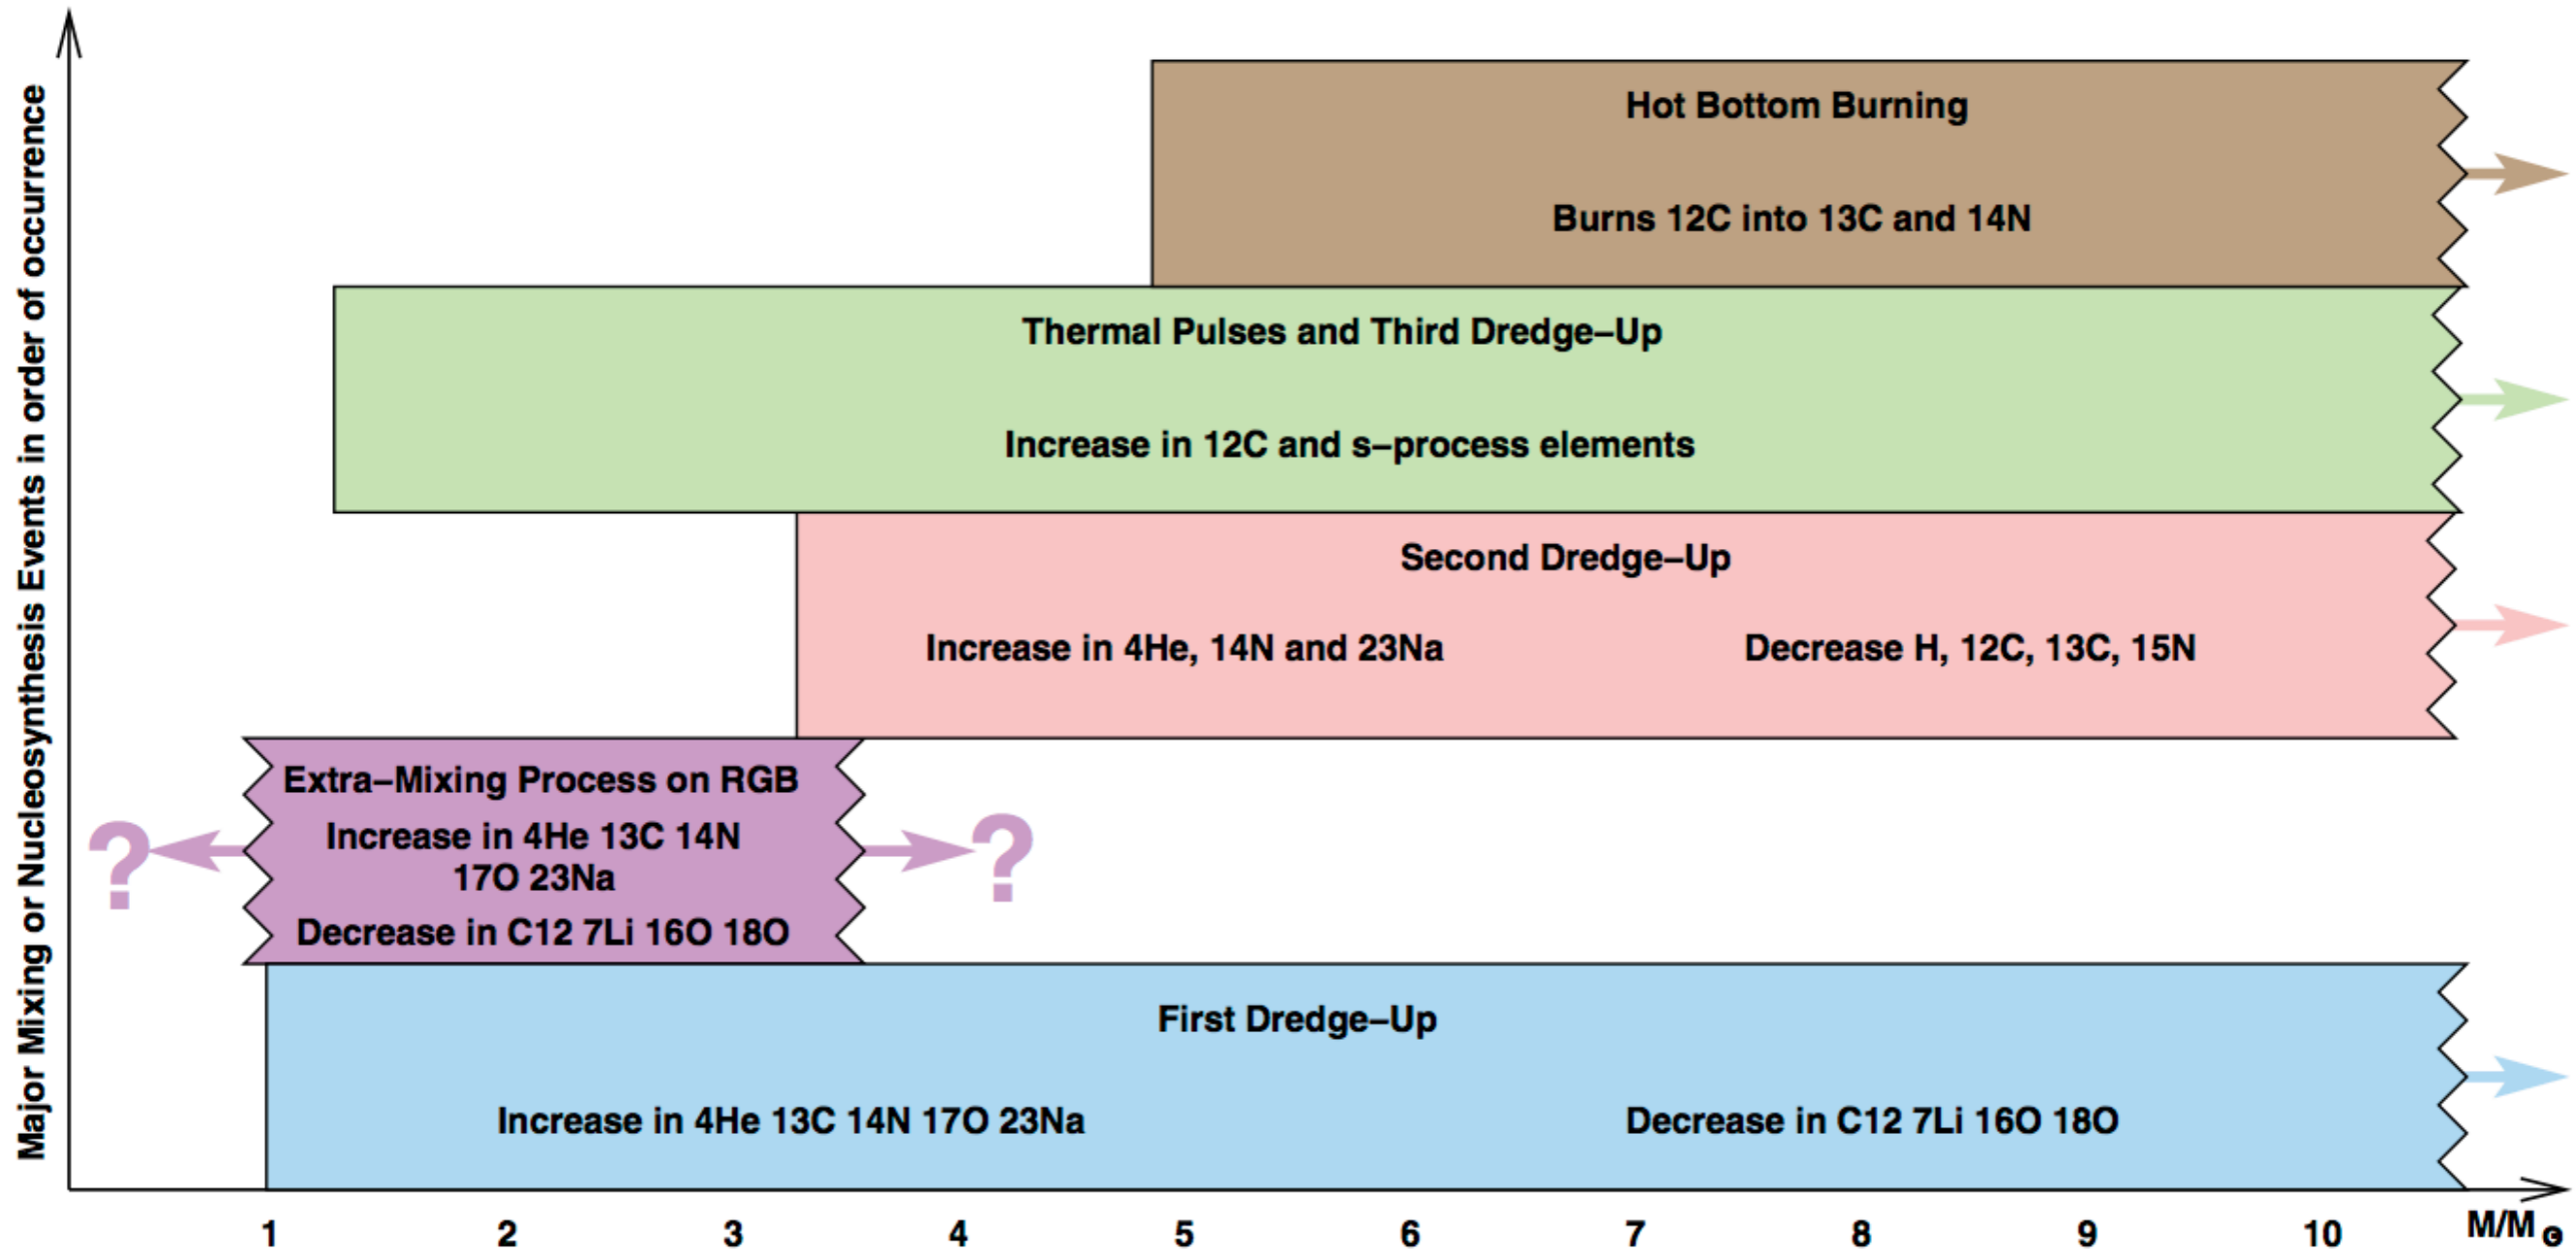 Major Mixing or Nucleosynthesis Events in order of occurrence
Hot Bottom Burning
Burns 12C into 13C and 14N
Thermal Pulses and Third Dredge–Up
Increase in 12C and s–process elements
Second Dredge–Up
Increase in 4He, 14N and 23Na
Decrease H, 12C, 13C, 15N
Extra–Mixing Process on RGB
Increase in 4He 13C 14N
17O 23Na
Decrease in C12 7Li 16O 18O
?
?
First Dredge–Up
Increase in 4He 13C 14N 17O 23Na
Decrease in C12 7Li 16O 18O
1 2 3 4 5 6 7 8 9 10 M/M⊙